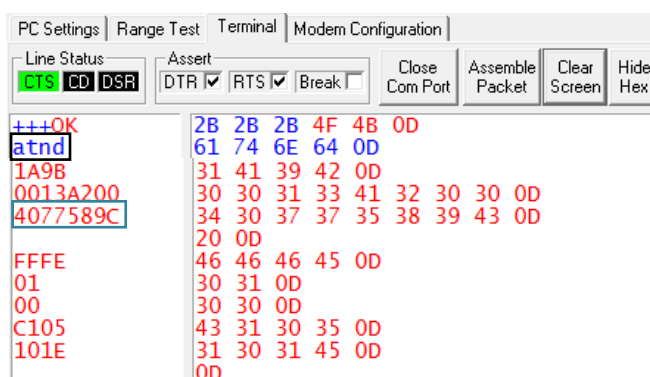 PC Settings Range Test Terminal Modem Configuration
Line Status Assert
CTS CD DSR DTR RTS Break Close Com Port Assemble Packet Clear Screen Hide Hex
+++OK 2B 2B 2B 4F 4B 0D
atnd 61 74 6E 64 0D
1A9B 31 41 39 42 0D
0013A200 30 30 31 33 41 32 30 30 0D
4077589C 34 30 37 37 35 38 39 43 0D
20 0D
FFFE 46 46 46 45 0D
01 30 31 0D
00 30 30 0D
C105 43 31 30 35 0D
101E 31 30 31 45 0D
0D